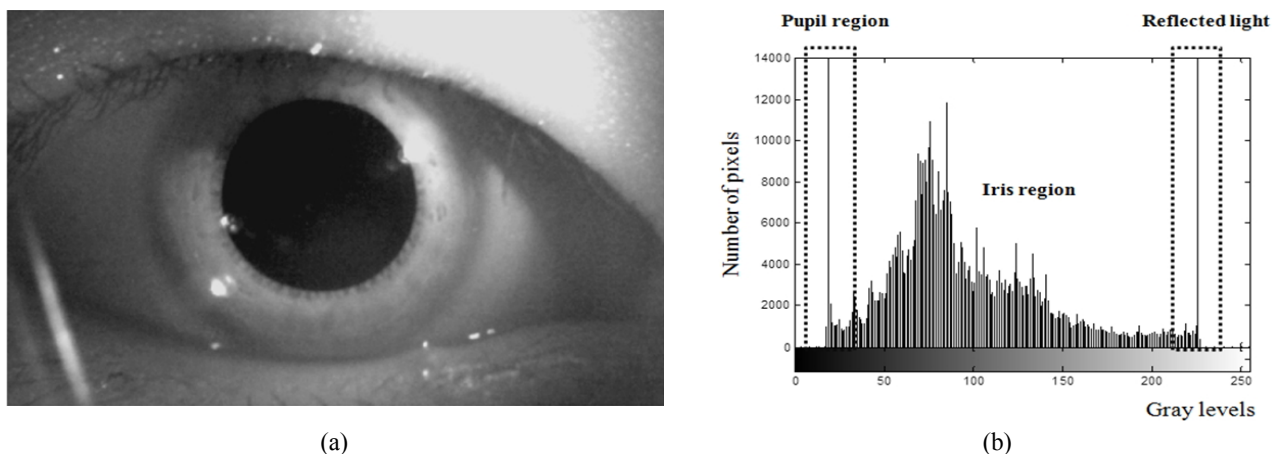 Pupil region
Reflected light
14000
12000
10000
8000
6000
4000
2000
0
Number of pixels
Iris region
0
50
100
150
200
250
Gray levels
(a)
(b)